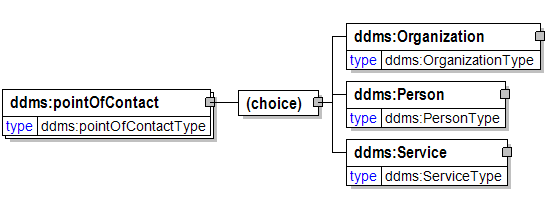 ddms:pointOfContact
type ddms:pointOfContactType
(choice)
ddms:Organization
type ddms:OrganizationType
ddms:Person
type ddms:PersonType
ddms:Service
type ddms:ServiceType